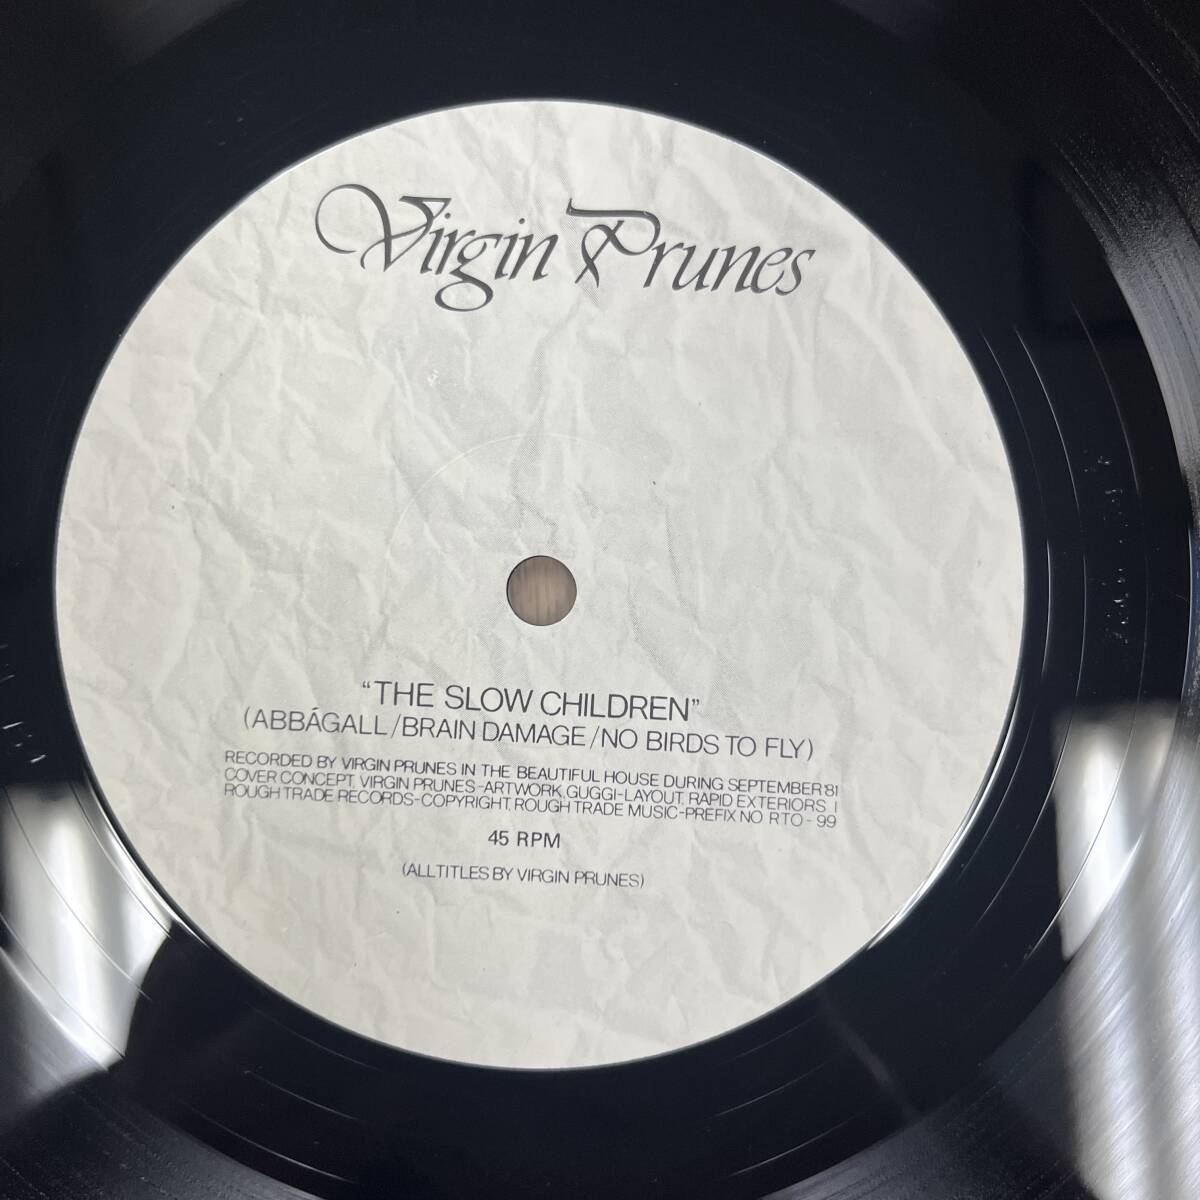 Virgin Prunes
“THE SLOW CHILDREN”
(ABBÁGALL/BRAIN DAMAGE/NO BIRDS TO FLY)
RECORDED BY VIRGIN PRUNES IN THE BEAUTIFUL HOUSE DURING SEPTEMBER 81
COVER CONCEPT, VIRGIN PRUNES-ARTWORK, GUGGI-LAYOUT, RAPID EXTERIORS
ROUGH TRADE RECORDS-COPYRIGHT, ROUGH TRADE MUSIC-PREFIX NO RTO-99
45 RPM
(ALL TITLES BY VIRGIN PRUNES)